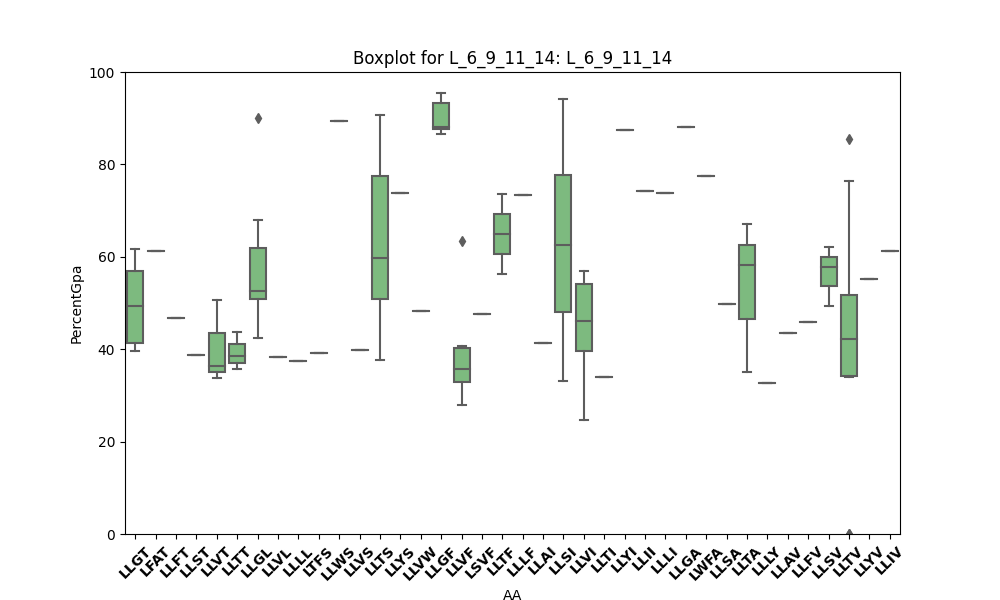 Boxplot for L_6_9_11_14: L_6_9_11_14
100
80
60
40
20
0
PercentGpa
LLGT LFAT LLFT LLST LLVT LLTT LLGL LLVL LLLL LTFS LLWS LLVS LLTS LLYS LLVW LLGF LLVF LSVF LLTF LLLF LLAI LLSI LLVI LLTI LLYI LLII LLLI LLGA LWFA LLSA LLTA LLLY LLAV LLFV LLSV LLTV LLYV LLIV
AA